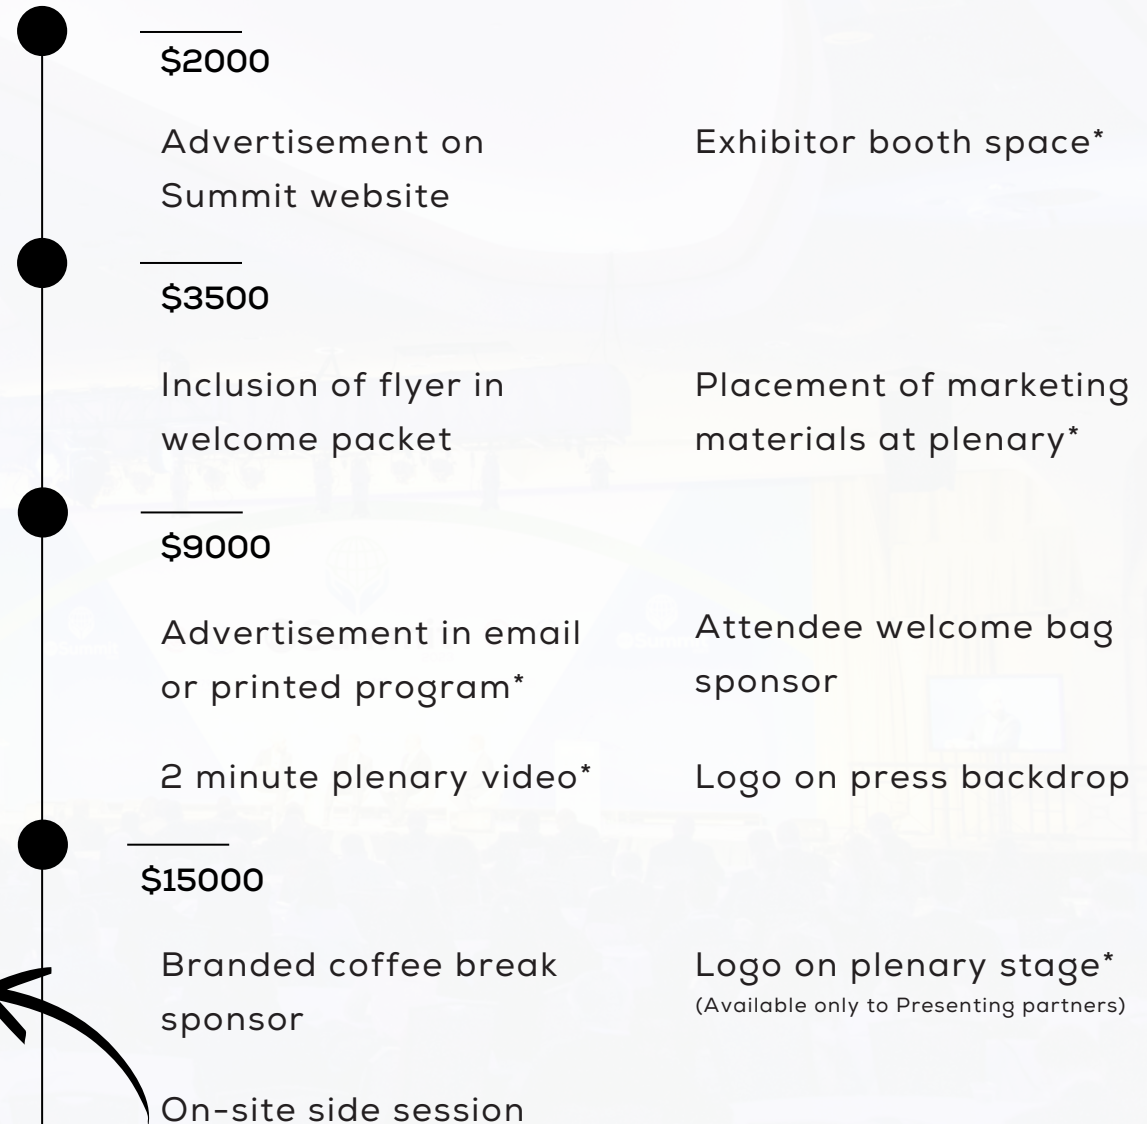 $2000
Advertisement on
Summit website
Exhibitor booth space*
$3500
Inclusion of flyer in
welcome packet
Placement of marketing
materials at plenary*
$9000
Advertisement in email
or printed program*
Attendee welcome bag
sponsor
2 minute plenary video*
Logo on press backdrop
$15000
Branded coffee break
sponsor
Logo on plenary stage*
(Available only to Presenting partners)
On-site side session